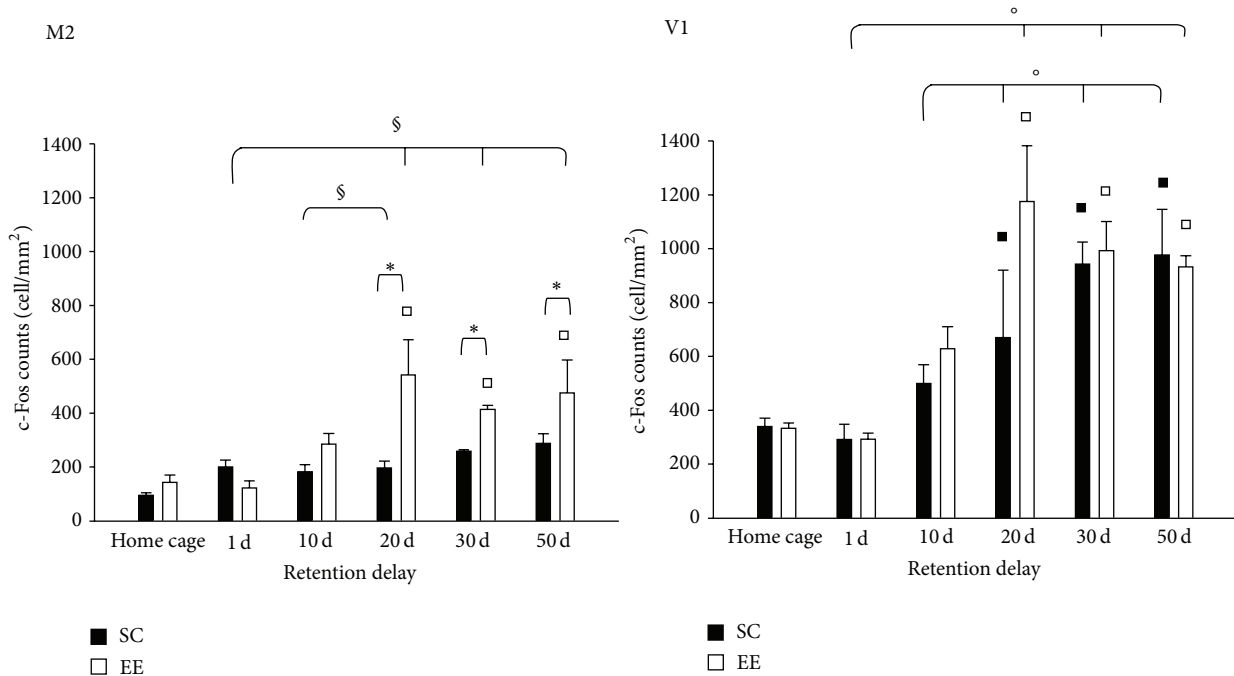 M2
§
§
*
*
*
1400
1200
1000
800
600
400
200
0
c-Fos counts (cell/mm²)
Home cage 1 d 10 d 20 d 30 d 50 d
Retention delay
SC
EE
V1
°
°
1400
1200
1000
800
600
400
200
0
c-Fos counts (cell/mm²)
Home cage 1 d 10 d 20 d 30 d 50 d
Retention delay
SC
EE